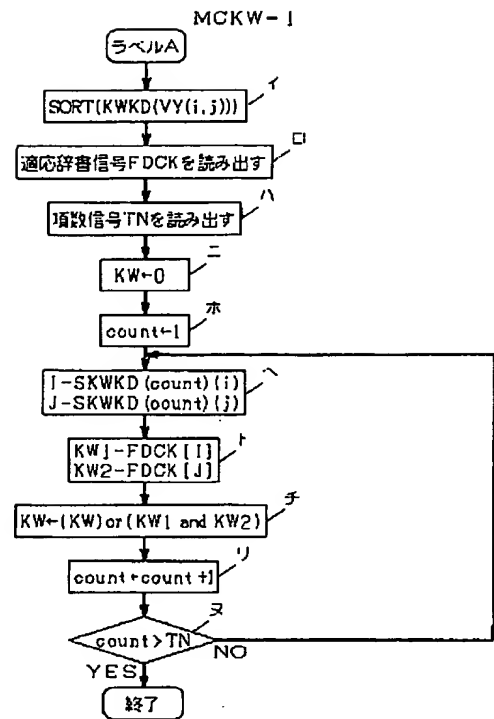 MCKW-1
ラベルA
イ
SORT(KWKD(VY(i,j)))
ロ
適応辞書信号FDCKを読み出す
ハ
項数信号TNを読み出す
ニ
KW←0
ホ
count←1
ヘ
I←SKWKD(count)(i)
J←SKWKD(count)(j)
ト
KW1←FDCK[I]
KW2←FDCK[J]
チ
KW←(KW)or(KW1 and KW2)
リ
count←count+1
ヌ
count>TN
NO
YES
終了